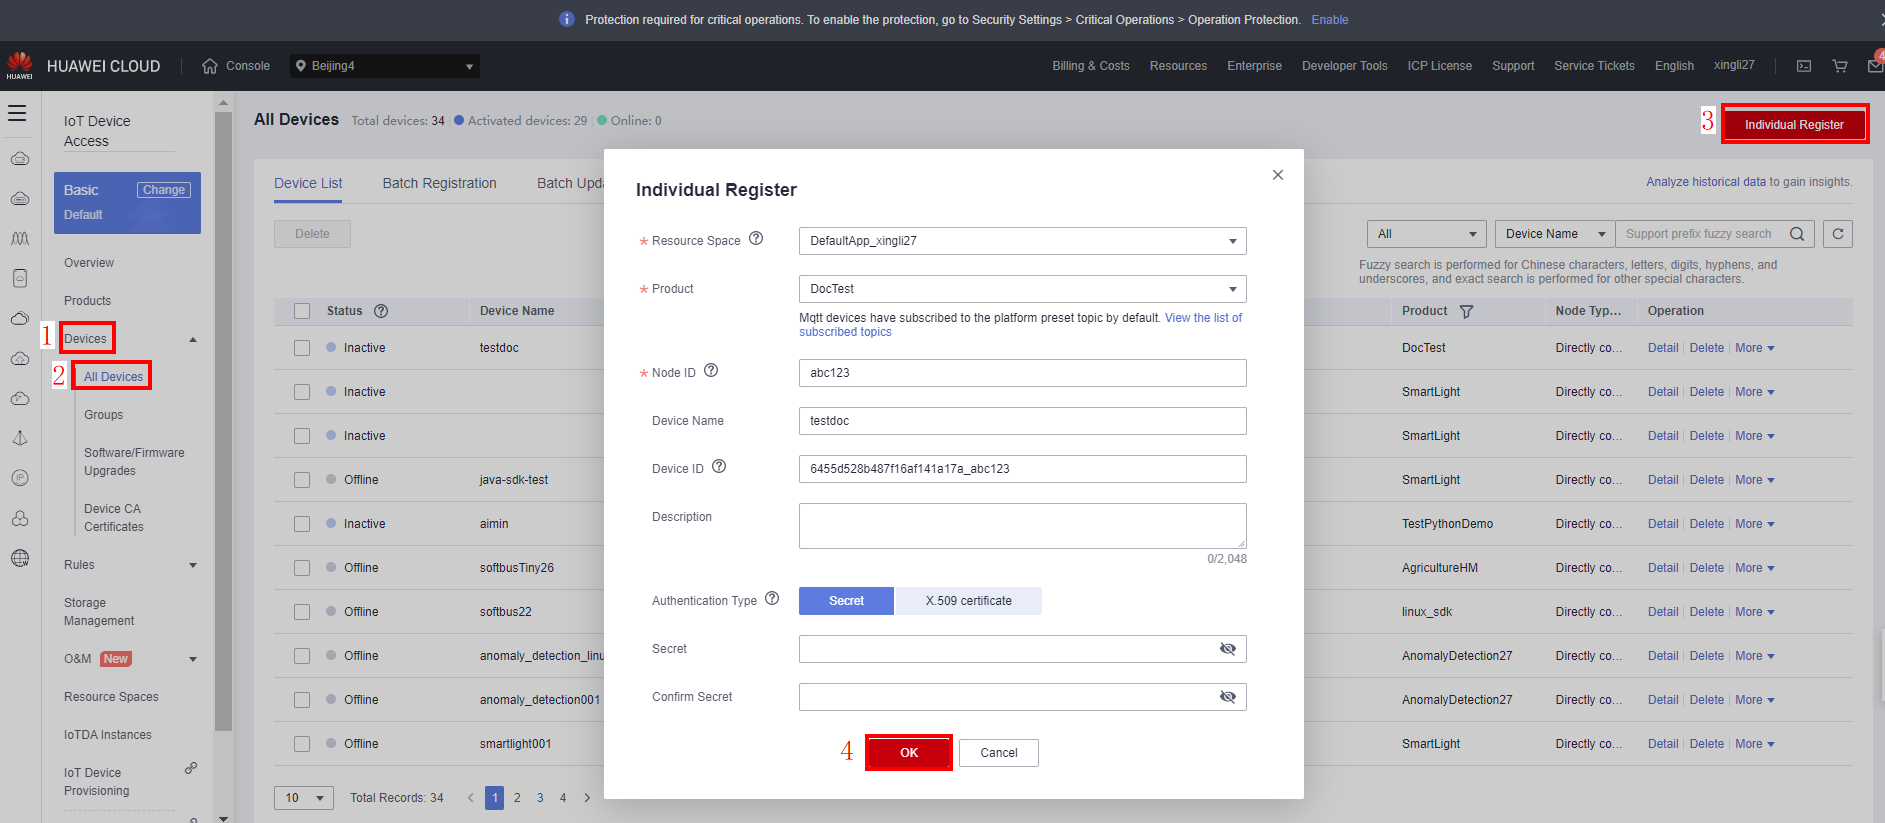 Protection required for critical operations. To enable the protection, go to Security Settings > Critical Operations > Operation Protection. Enable
HUAWEI
HUAWEI CLOUD
Console
Beijing4
Billing & Costs Resources Enterprise Developer Tools ICP License Support Service Tickets English xingli27
4
IoT Device
Access
Basic Change
Default
Overview
Products
1
Devices
2
All Devices
Groups
Software/Firmware
Upgrades
Device CA
Certificates
Rules
Storage
Management
O&M New
Resource Spaces
IoTDA Instances
IoT Device
Provisioning
IP
W
All Devices Total devices: 34 Activated devices: 29 Online: 0
3 Individual Register
Device List Batch Registration Batch Upda
Analyze historical data to gain insights.
Delete
All Device Name Support prefix fuzzy search
Fuzzy search is performed for Chinese characters, letters, digits, hyphens, and
underscores, and exact search is performed for other special characters.
Status Device Name Product Node Typ... Operation
Inactive testdoc DocTest Directly co... Detail Delete More
Inactive SmartLight Directly co... Detail Delete More
Inactive SmartLight Directly co... Detail Delete More
Offline java-sdk-test SmartLight Directly co... Detail Delete More
Inactive aimin TestPythonDemo Directly co... Detail Delete More
Offline softbusTiny26 AgricultureHM Directly co... Detail Delete More
Offline softbus22 linux_sdk Directly co... Detail Delete More
Offline anomaly_detection_linu AnomalyDetection27 Directly co... Detail Delete More
Offline anomaly_detection001 AnomalyDetection27 Directly co... Detail Delete More
Offline smartlight001 SmartLight Directly co... Detail Delete More
10 Total Records: 34 < 1 2 3 4 >
Individual Register
* Resource Space DefaultApp_xingli27
* Product DocTest
Mqtt devices have subscribed to the platform preset topic by default. View the list of
subscribed topics
* Node ID abc123
Device Name testdoc
Device ID 6455d528b487f16af141a17a_abc123
Description
0/2,048
Authentication Type Secret X.509 certificate
Secret
Confirm Secret
4 OK Cancel